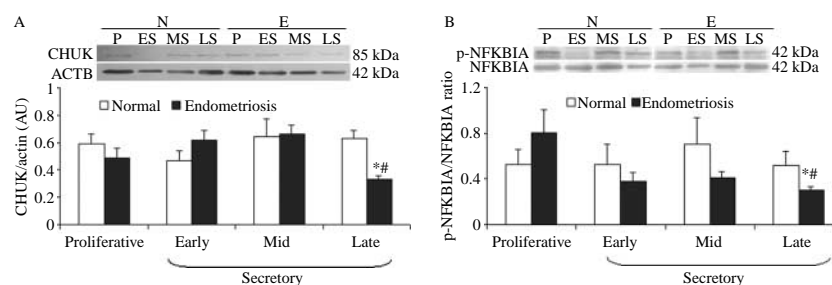 A
N E
P ES MS LS P ES MS LS
CHUK 85 kDa
ACTB 42 kDa
CHUK/actin (AU)
1
0.8
0.6
0.4
0.2
0
Normal Endometriosis
*#
Proliferative Early Mid Late
Secretory
B
N E
P ES MS LS P ES MS LS
p-NFKBIA 42 kDa
NFKBIA 42 kDa
p-NFKBIA/NFKBIA ratio
1.2
0.8
0.4
0
Normal Endometriosis
*#
Proliferative Early Mid Late
Secretory